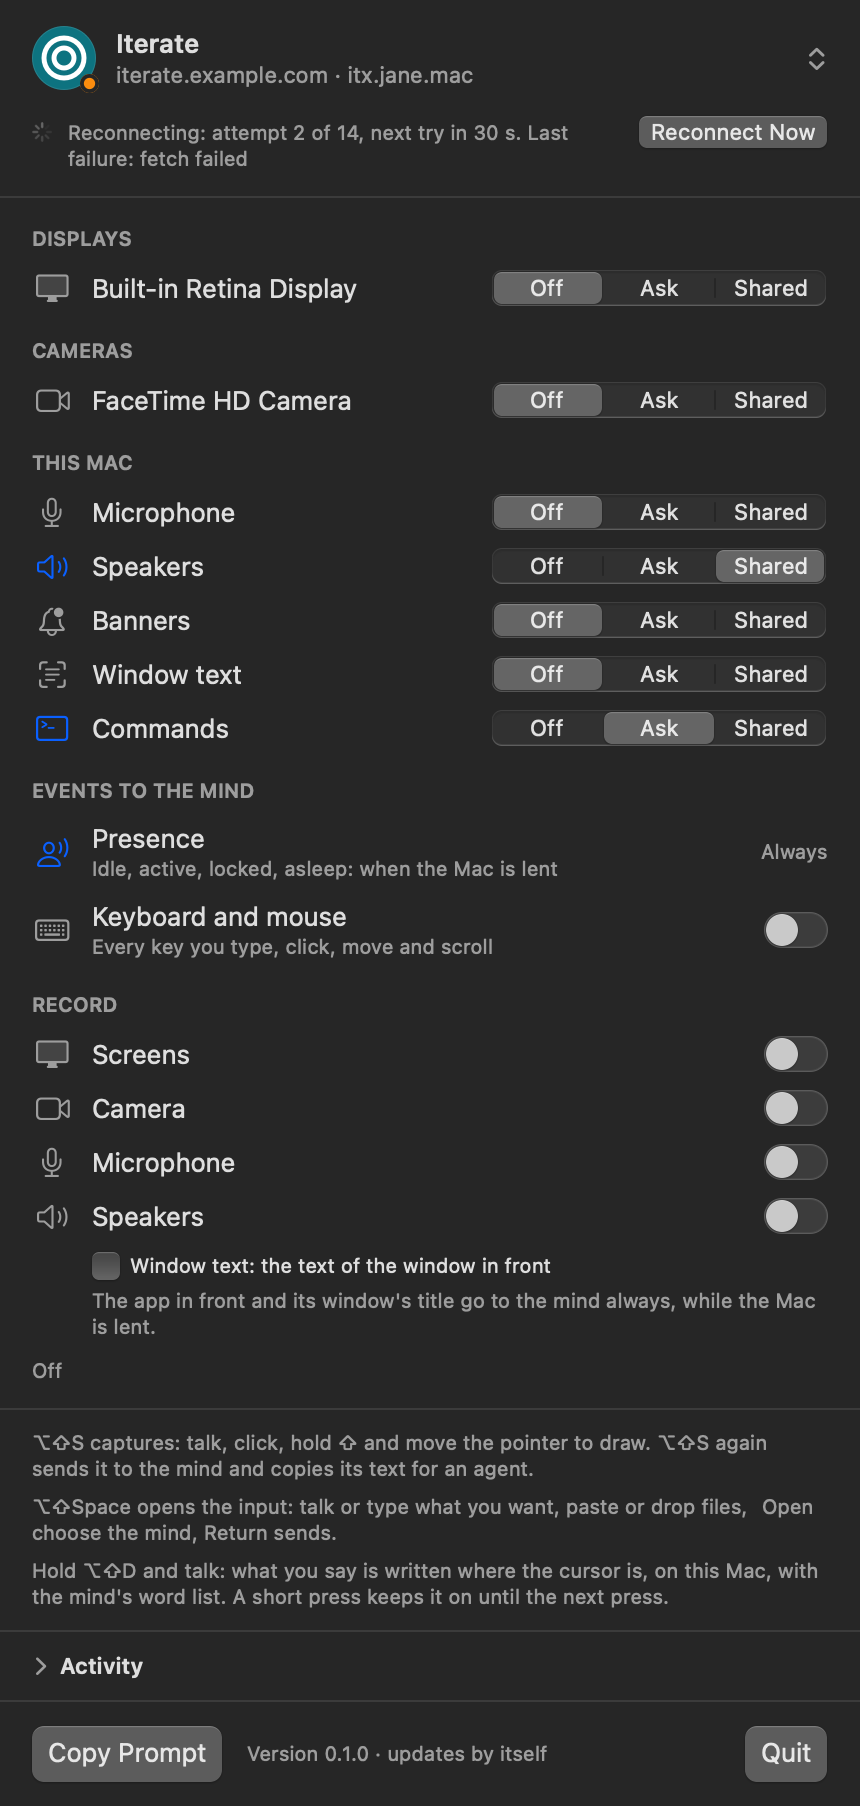 Iterate
iterate.example.com · itx.jane.mac
Reconnecting: attempt 2 of 14, next try in 30 s. Last failure: fetch failed
Reconnect Now
DISPLAYS
Built-in Retina Display Off Ask Shared
CAMERAS
FaceTime HD Camera Off Ask Shared
THIS MAC
Microphone Off Ask Shared
Speakers Off Ask Shared
Banners Off Ask Shared
Window text Off Ask Shared
Commands Off Ask Shared
EVENTS TO THE MIND
Presence
Idle, active, locked, asleep: when the Mac is lent
Always
Keyboard and mouse
Every key you type, click, move and scroll
RECORD
Screens
Camera
Microphone
Speakers
Window text: the text of the window in front
The app in front and its window's title go to the mind always, while the Mac
is lent.
Off
⌥⇧S captures: talk, click, hold ⇧ and move the pointer to draw. ⌥⇧S again
sends it to the mind and copies its text for an agent.
⌥⇧Space opens the input: talk or type what you want, paste or drop files,
choose the mind, Return sends.
Open
Hold ⌥⇧D and talk: what you say is written where the cursor is, on this Mac, with
the mind's word list. A short press keeps it on until the next press.
Activity
Copy Prompt
Version 0.1.0 · updates by itself
Quit